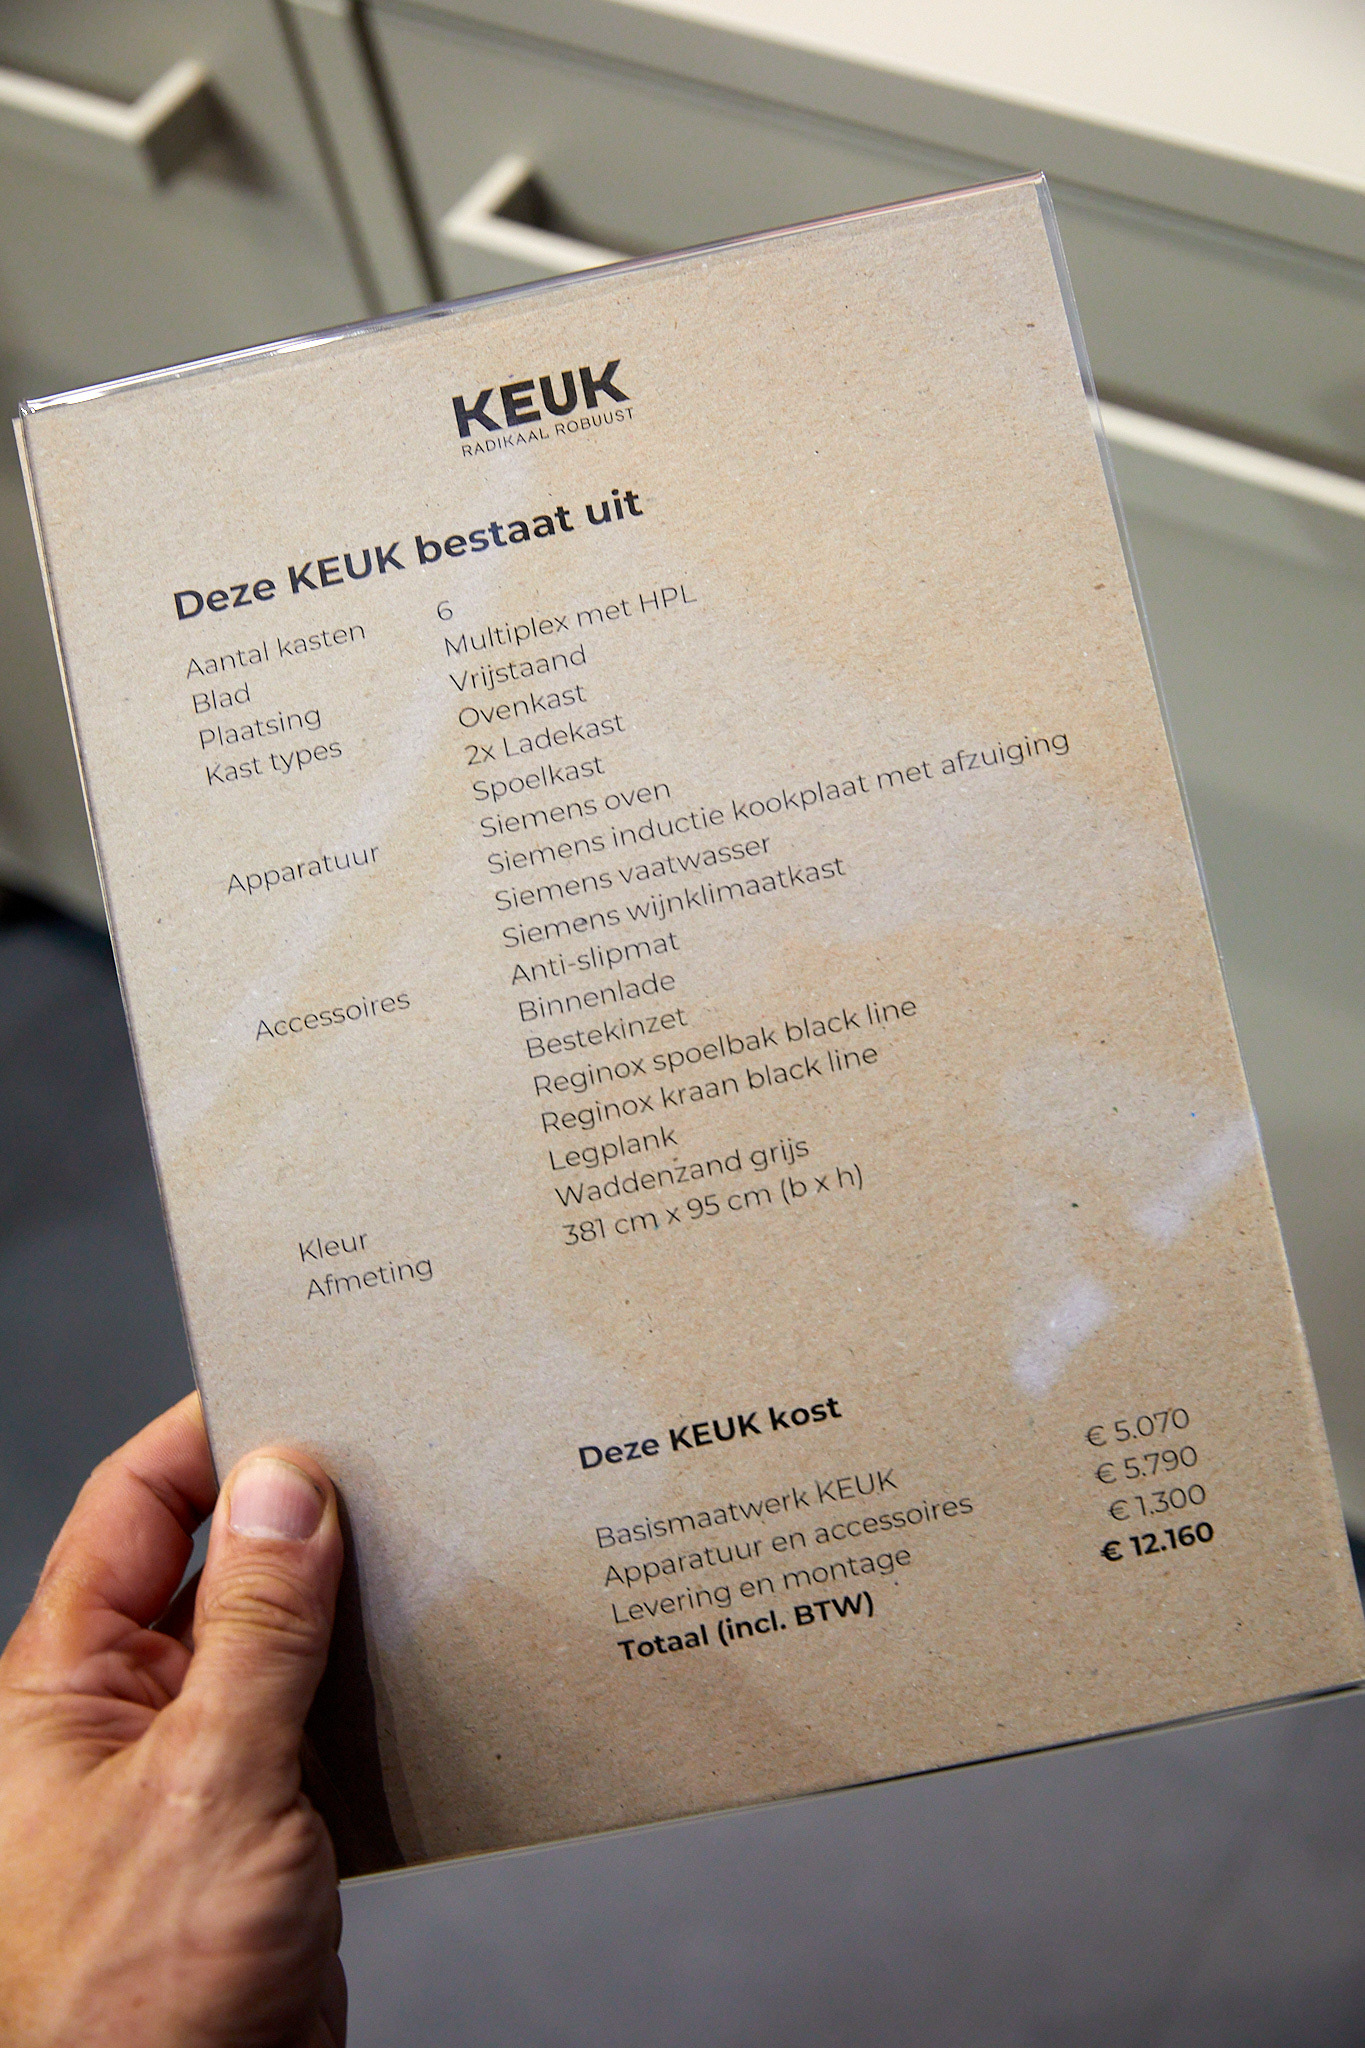 KEUK
RADIKAAL ROBUUST
Deze KEUK bestaat uit
Aantal kasten 6
Blad Multiplex met HPL
Plaatsing Vrijstaand
Kast types Ovenkast
2x Ladekast
Spoelkast
Apparatuur Siemens oven
Siemens inductie kookplaat met afzuiging
Siemens vaatwasser
Siemens wijnklimaatkast
Accessoires Anti-slipmat
Binnenlade
Bestekinzet
Reginox spoelbak black line
Reginox kraan black line
Legplank
Kleur Waddenzand grijs
Afmeting 381 cm x 95 cm (b x h)
Deze KEUK kost
Basismaatwerk KEUK € 5.070
Apparatuur en accessoires € 5.790
Levering en montage € 1.300
Totaal (incl. BTW) € 12.160